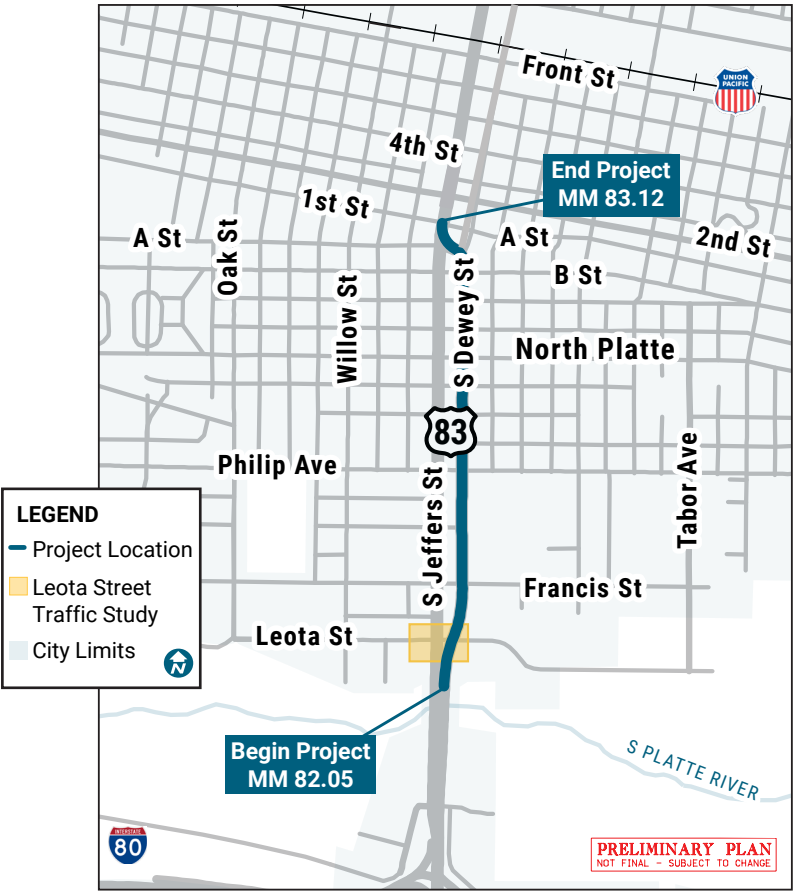 Front St
UNION
PACIFIC
4th St
End Project
MM 83.12
1st St
A St
Oak St
A St
2nd St
B St
Willow St
S Dewey St
North Platte
83
Philip Ave
S Jeffers St
Tabor Ave
LEGEND
Project Location
Leota Street
Traffic Study
City Limits
N
Francis St
Leota St
Begin Project
MM 82.05
S PLATTE RIVER
INTERSTATE
80
PRELIMINARY PLAN
NOT FINAL - SUBJECT TO CHANGE